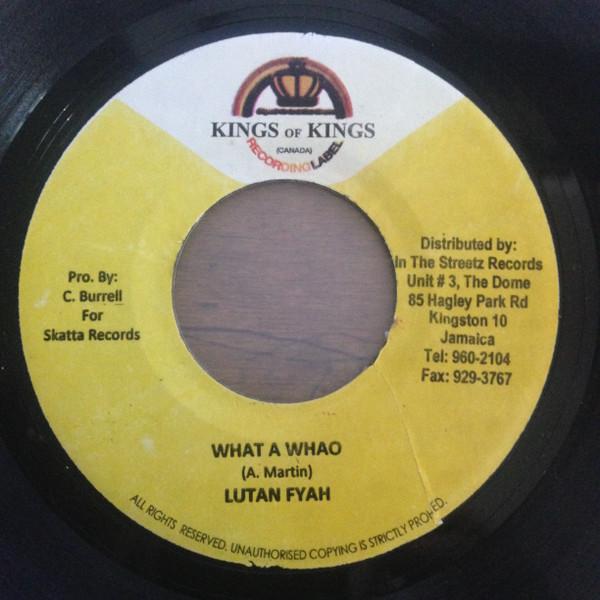 KINGS OF KINGS
(CANADA)
RECORDING LABEL
Pro. By:
C. Burrell
For
Skatta Records
Distributed by:
In The Streetz Records
Unit # 3, The Dome
85 Hagley Park Rd
Kingston 10
Jamaica
Tel: 960-2104
Fax: 929-3767
WHAT A WHAO
(A. Martin)
LUTAN FYAH
ALL RIGHTS RESERVED. UNAUTHORISED COPYING IS STRICTLY